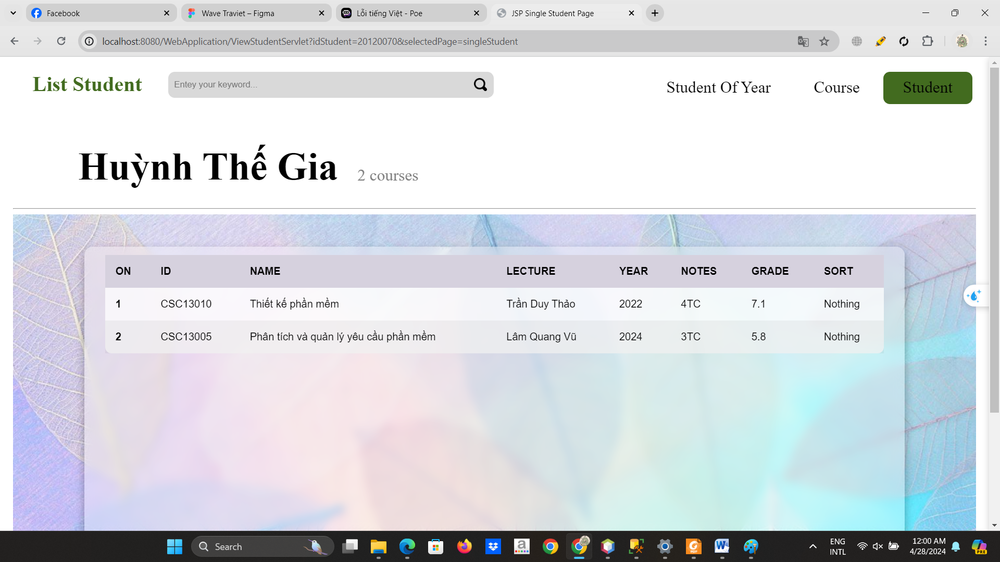 Facebook
Wave Traviet – Figma
Lỗi tiếng Việt - Poe
JSP Single Student Page
localhost:8080/WebApplication/ViewStudentServlet?idStudent=20120070&selectedPage=singleStudent
List Student
Entey your keyword...
Student Of Year
Course
Student
Huỳnh Thế Gia 2 courses
ON ID NAME LECTURE YEAR NOTES GRADE SORT
1 CSC13010 Thiết kế phần mềm Trần Duy Thảo 2022 4TC 7.1 Nothing
2 CSC13005 Phân tích và quản lý yêu cầu phần mềm Lâm Quang Vũ 2024 3TC 5.8 Nothing
Search
ENG
INTL
12:00 AM
4/28/2024
PRE